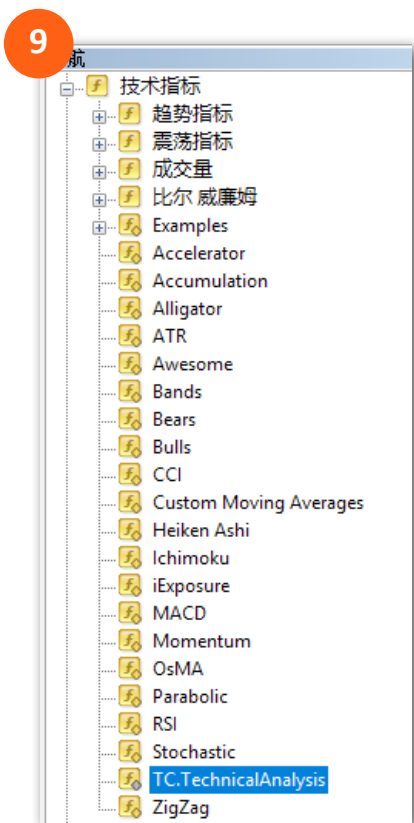 9
航
技术指标
趋势指标
震荡指标
成交量
比尔 威廉姆
Examples
Accelerator
Accumulation
Alligator
ATR
Awesome
Bands
Bears
Bulls
CCI
Custom Moving Averages
Heiken Ashi
Ichimoku
iExposure
MACD
Momentum
OsMA
Parabolic
RSI
Stochastic
TC.TechnicalAnalysis
ZigZag